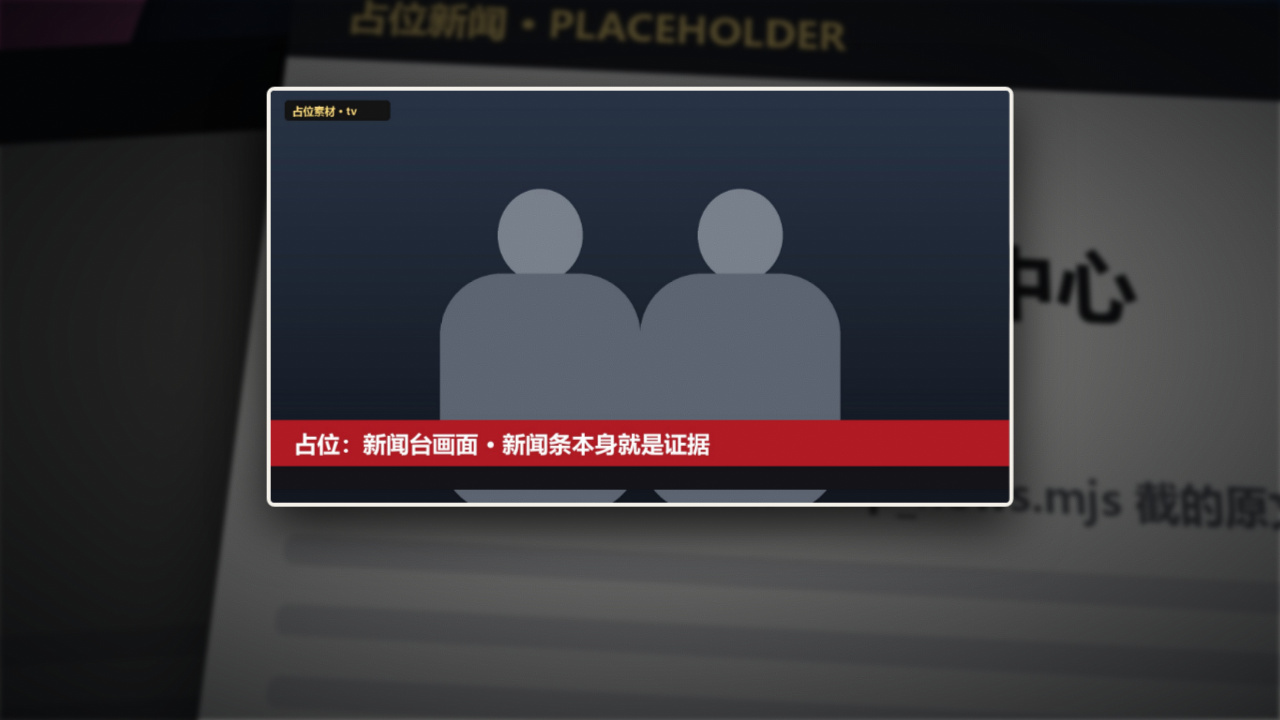 占位新闻 • PLACEHOLDER
占位素材 • tv
中心
占位：新闻台画面 • 新闻条本身就是证据
s.mjs 截的原